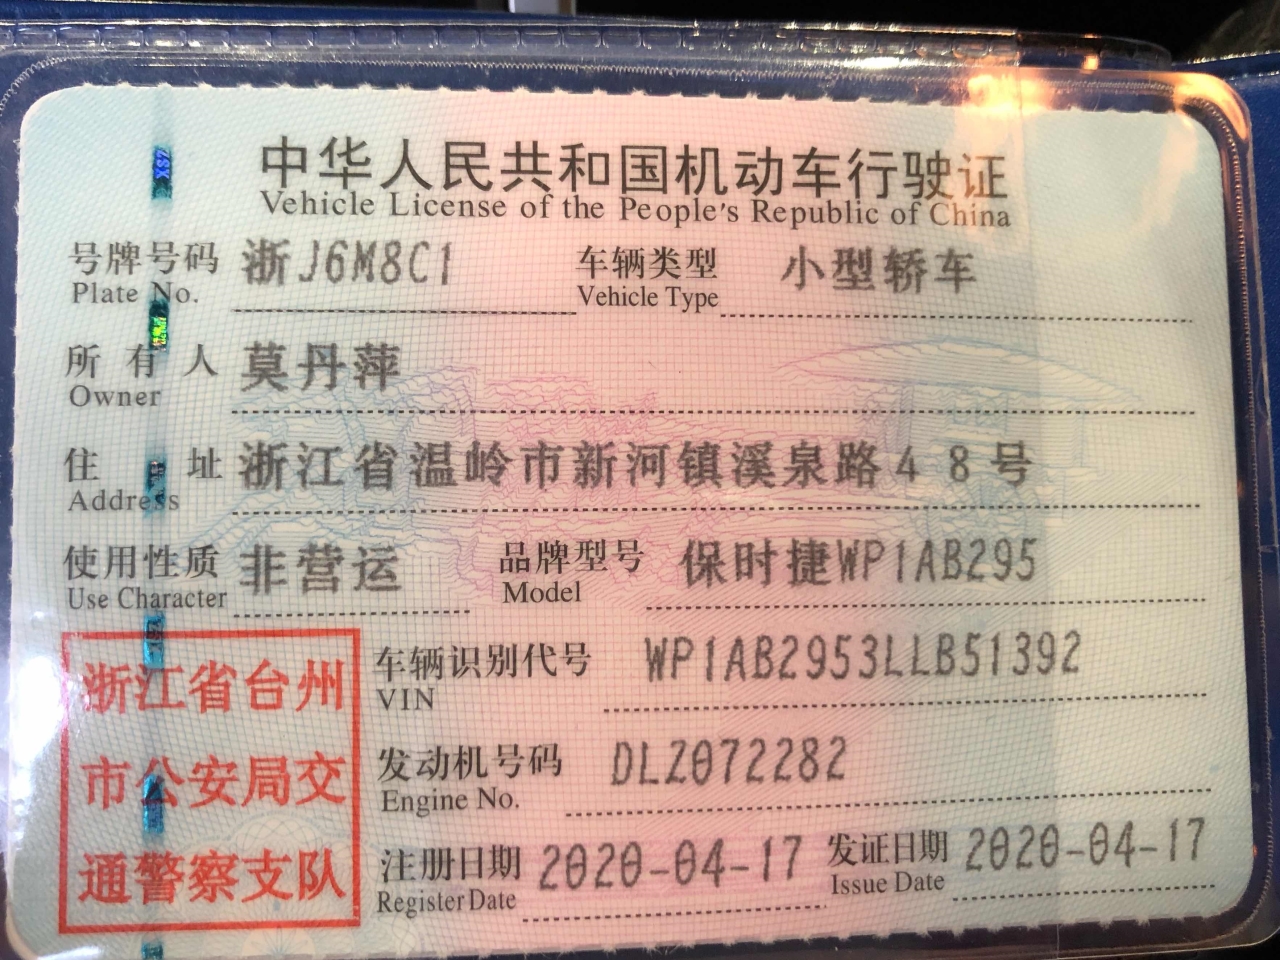 中华人民共和国机动车行驶证
Vehicle License of the People's Republic of China
号牌号码 浙J6M8C1 车辆类型 小型轿车
Plate No. Vehicle Type
所有人 莫丹萍
Owner
住址 浙江省温岭市新河镇溪泉路48号
Address
使用性质 非营运 品牌型号 保时捷WP1AB295
Use Character Model
浙江省台州
市公安局交
通警察支队
车辆识别代号 WP1AB2953LLB51392
VIN
发动机号码 DLZ072282
Engine No.
注册日期 2020-04-17 发证日期 2020-04-17
Register Date Issue Date